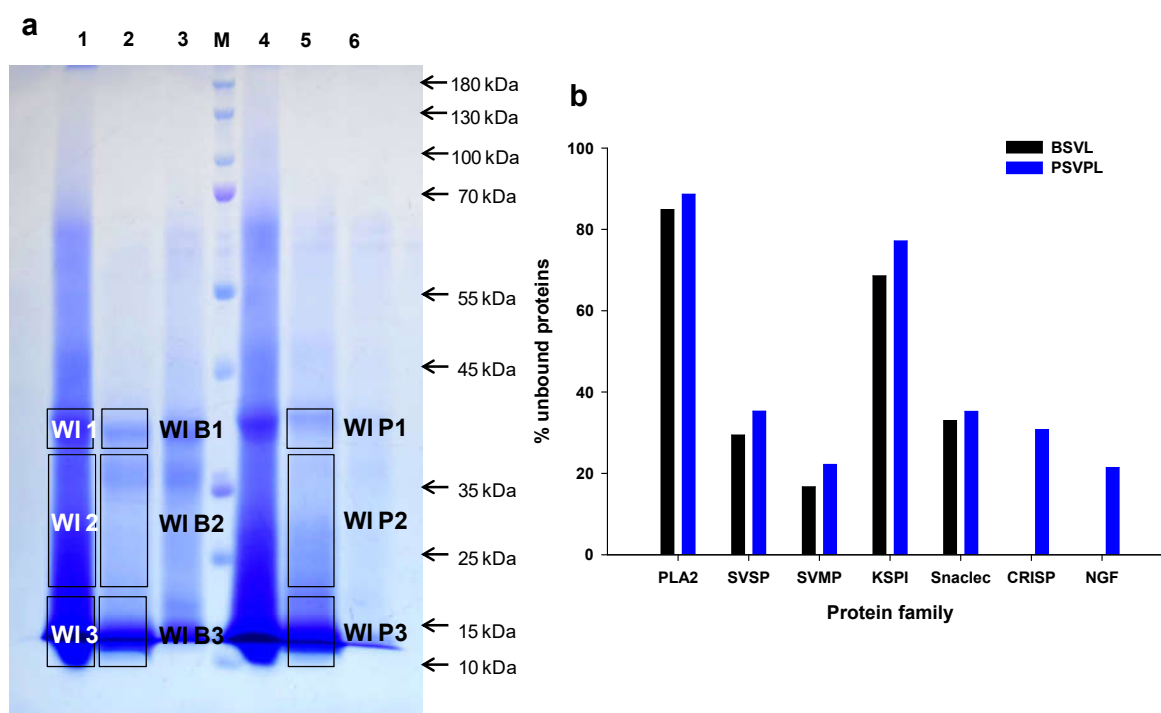 a
1 2 3 M 4 5 6
180 kDa
130 kDa
100 kDa
70 kDa
55 kDa
45 kDa
WI 1 WI B1 WI P1
35 kDa
WI 2 WI B2 WI P2
25 kDa
15 kDa
WI 3 WI B3 WI P3
10 kDa
b
BSVL
PSVPL
100
80
60
40
20
0
% unbound proteins
PLA2 SVSP SVMP KSPI Snaclec CRISP NGF
Protein family